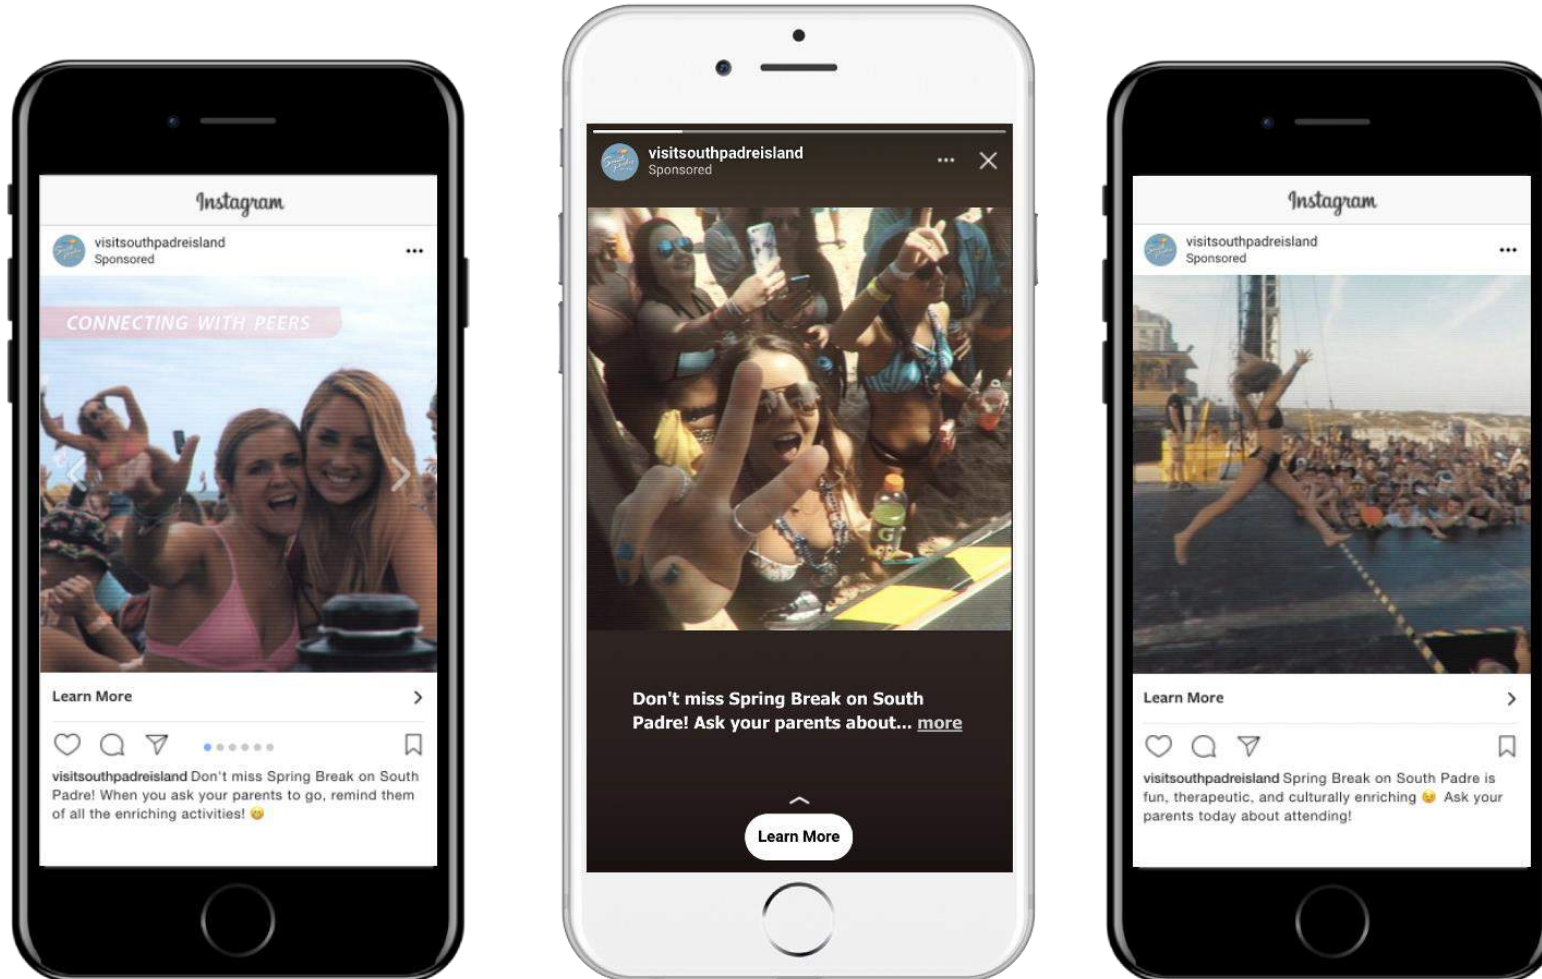 Instagram
visitsouthpadreisland
Sponsored
CONNECTING WITH PEERS
Learn More
visitsouthpadreisland Don't miss Spring Break on South
Padre! When you ask your parents to go, remind them
of all the enriching activities! 😀
visitsouthpadreisland
Sponsored
Don't miss Spring Break on South
Padre! Ask your parents about... more
Learn More
Instagram
visitsouthpadreisland
Sponsored
Learn More
visitsouthpadreisland Spring Break on South Padre is
fun, therapeutic, and culturally enriching 😉 Ask your
parents today about attending!